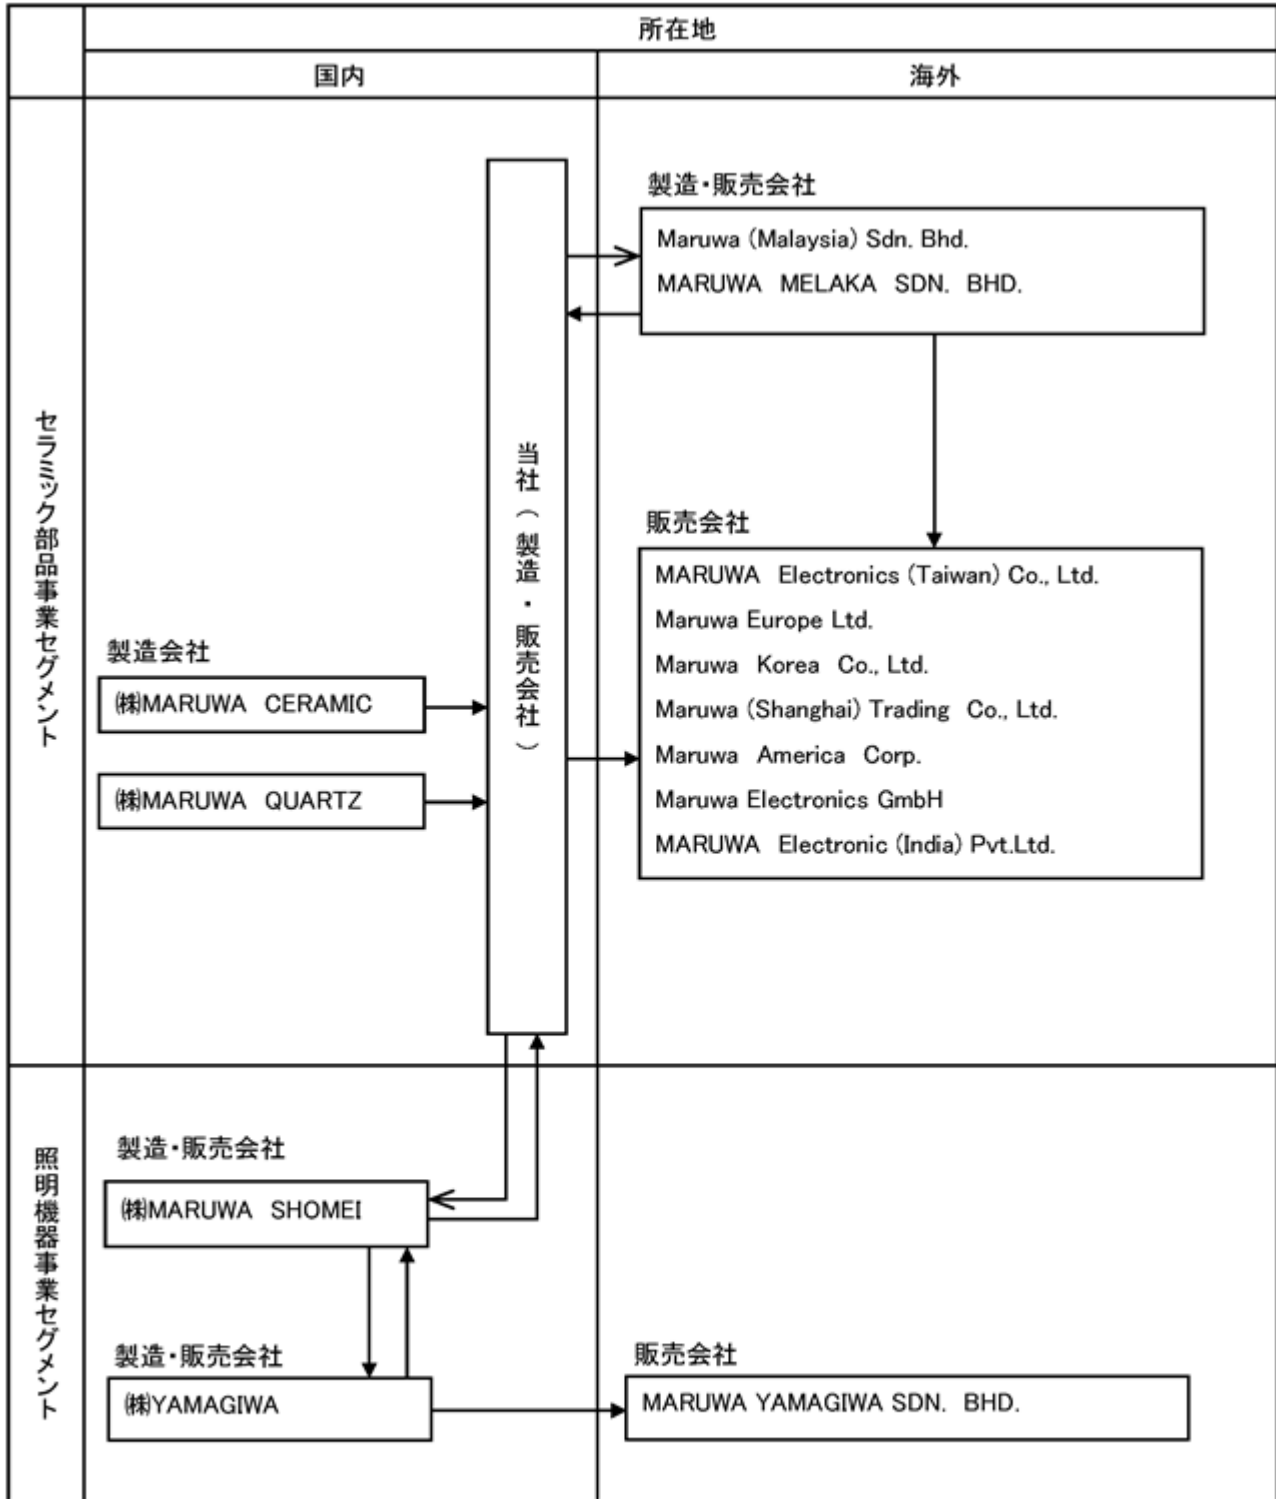 所在地
国内
海外
セラミック部品事業セグメント
製造会社
㈱MARUWA CERAMIC
㈱MARUWA QUARTZ
当社（製造・販売会社）
製造・販売会社
Maruwa (Malaysia) Sdn. Bhd.
MARUWA MELAKA SDN. BHD.
販売会社
MARUWA Electronics (Taiwan) Co., Ltd.
Maruwa Europe Ltd.
Maruwa Korea Co., Ltd.
Maruwa (Shanghai) Trading Co., Ltd.
Maruwa America Corp.
Maruwa Electronics GmbH
MARUWA Electronic (India) Pvt.Ltd.
照明機器事業セグメント
製造・販売会社
㈱MARUWA SHOMEI
製造・販売会社
㈱YAMAGIWA
販売会社
MARUWA YAMAGIWA SDN. BHD.